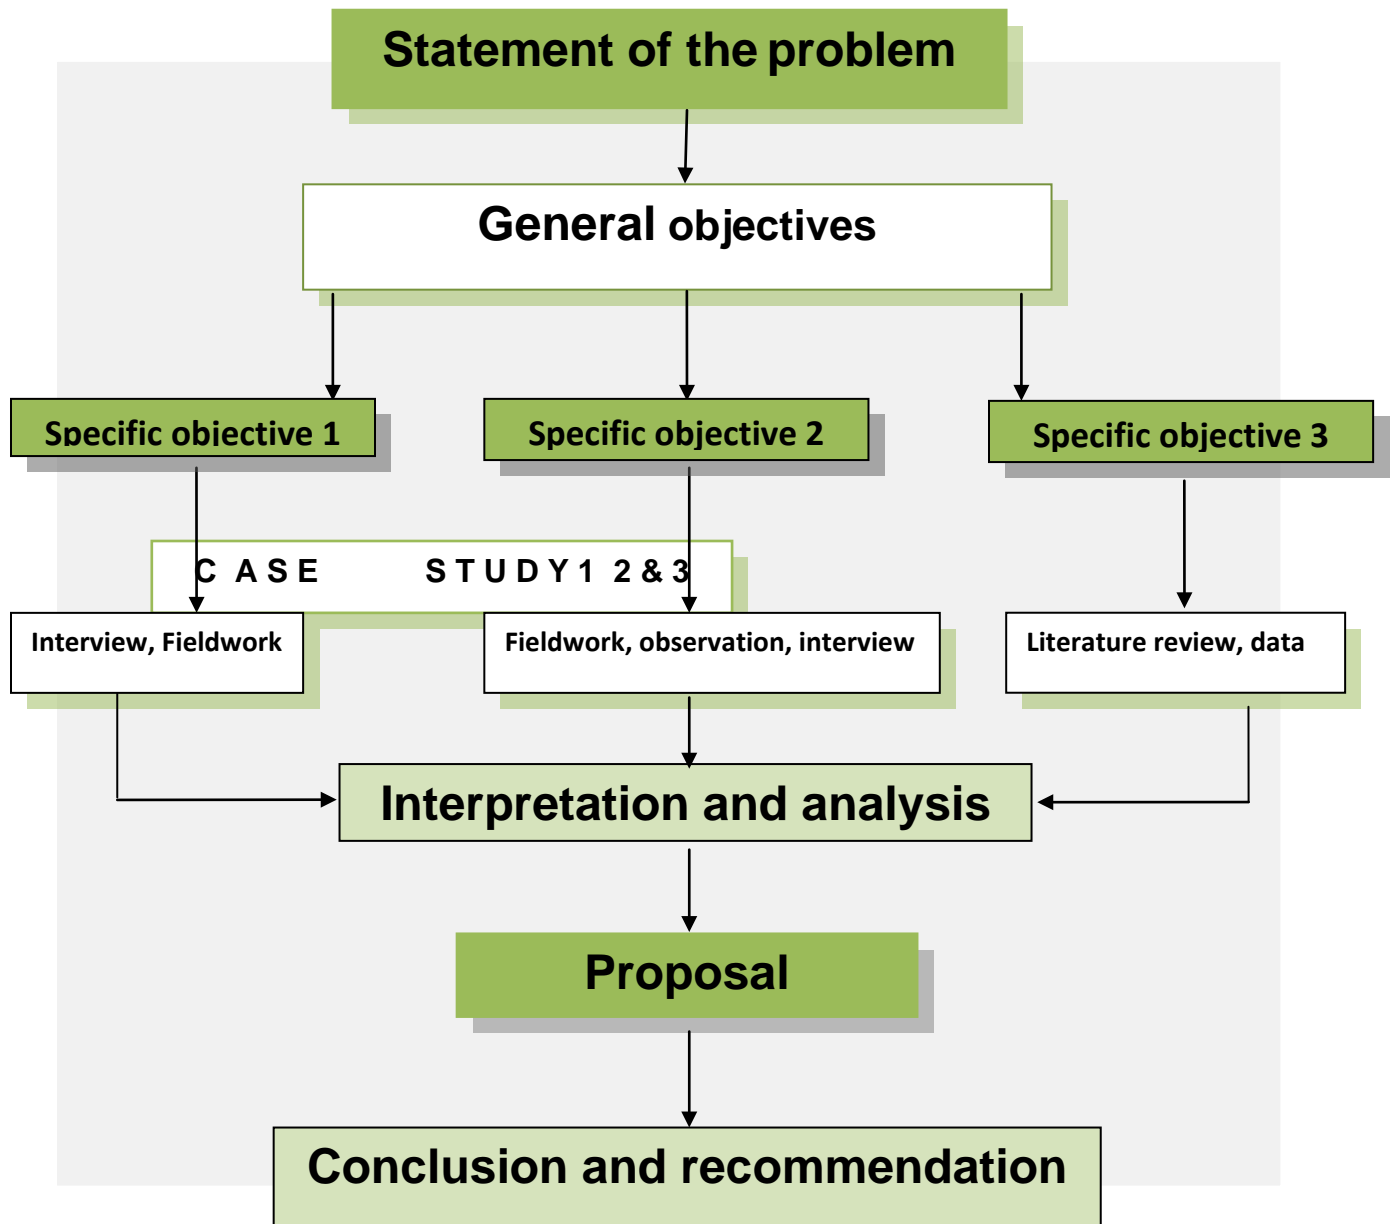 Statement of the problem
General objectives
Specific objective 1
Specific objective 2
Specific objective 3
C A S E S T U D Y 1 2 & 3
Interview, Fieldwork
Fieldwork, observation, interview
Literature review, data
Interpretation and analysis
Proposal
Conclusion and recommendation